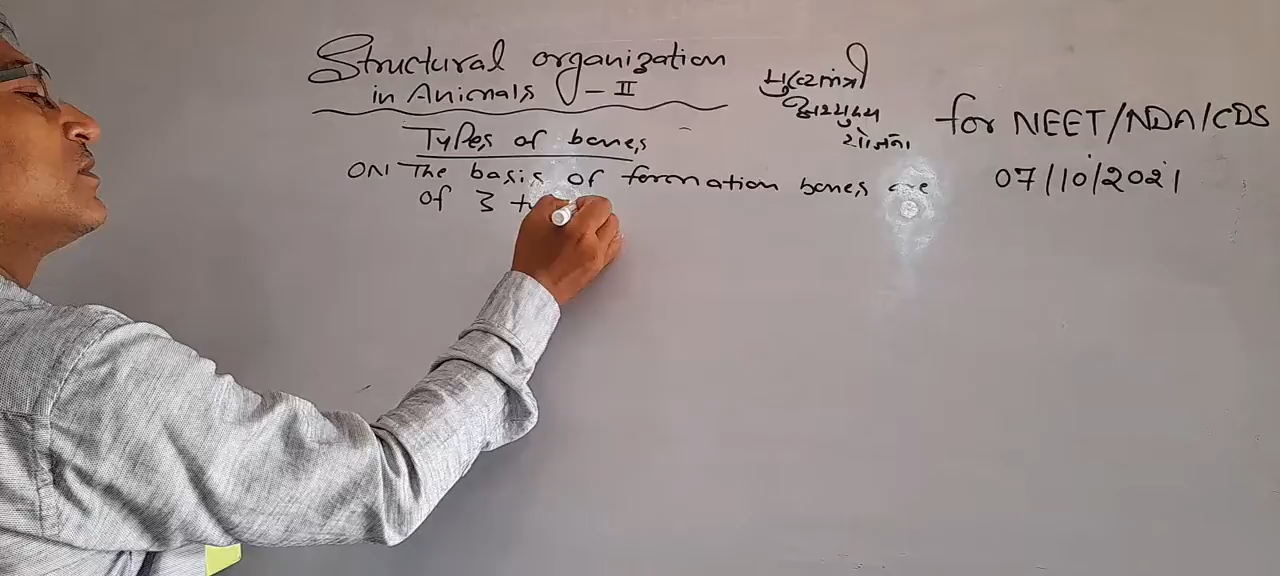 Structural organization
in Animals - II
Types of bones
ON The basis of formation bones are
of 3
for NEET/NDA/CDS
07/10/2021